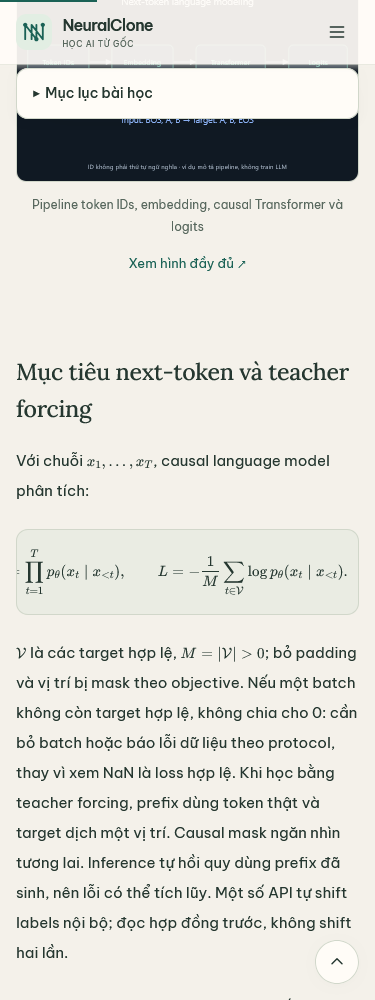 NeuralClone
HỌC AI TỪ GỐC
▸ Mục lục bài học
Input: BOS, A, B → Target: A, B, EOS
ID không phải thứ tự ngữ nghĩa · ví dụ mô tả pipeline, không train LLM
Pipeline token IDs, embedding, causal Transformer và
logits
Xem hình đầy đủ ↗
Mục tiêu next-token và teacher
forcing
Với chuỗi x₁, . . . , x_T, causal language model
phân tích:
∏_{t=1}^{T} p_θ(x_t | x_{<t}), L = −\frac{1}{M} ∑_{t∈𝒱} log p_θ(x_t | x_{<t}).
𝒱 là các target hợp lệ, M = |𝒱| > 0; bỏ padding
và vị trí bị mask theo objective. Nếu một batch
không còn target hợp lệ, không chia cho 0: cần
bỏ batch hoặc báo lỗi dữ liệu theo protocol,
thay vì xem NaN là loss hợp lệ. Khi học bằng
teacher forcing, prefix dùng token thật và
target dịch một vị trí. Causal mask ngăn nhìn
tương lai. Inference tự hồi quy dùng prefix đã
sinh, nên lỗi có thể tích lũy. Một số API tự shift
labels nội bộ; đọc hợp đồng trước, không shift
hai lần.